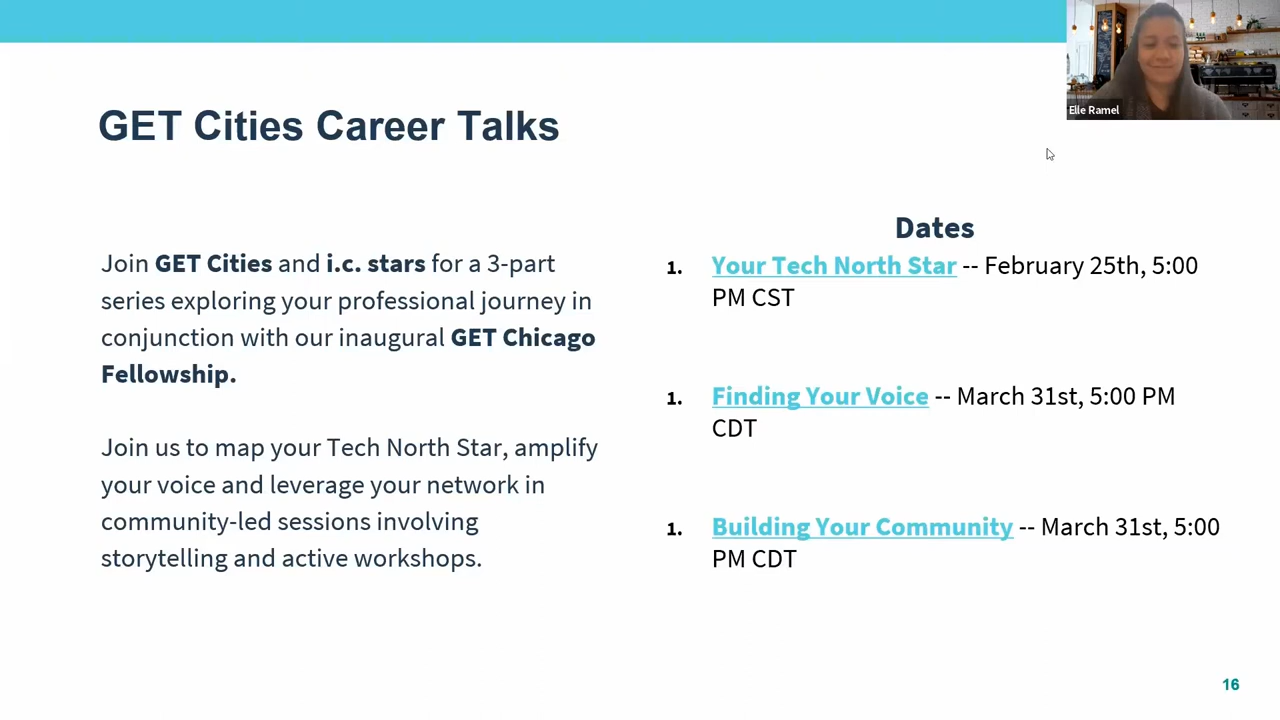 Elle Ramel
GET Cities Career Talks
Join GET Cities and i.c. stars for a 3-part
series exploring your professional journey in
conjunction with our inaugural GET Chicago
Fellowship.
Join us to map your Tech North Star, amplify
your voice and leverage your network in
community-led sessions involving
storytelling and active workshops.
Dates
1. Your Tech North Star -- February 25th, 5:00
PM CST
1. Finding Your Voice -- March 31st, 5:00 PM
CDT
1. Building Your Community -- March 31st, 5:00
PM CDT
16